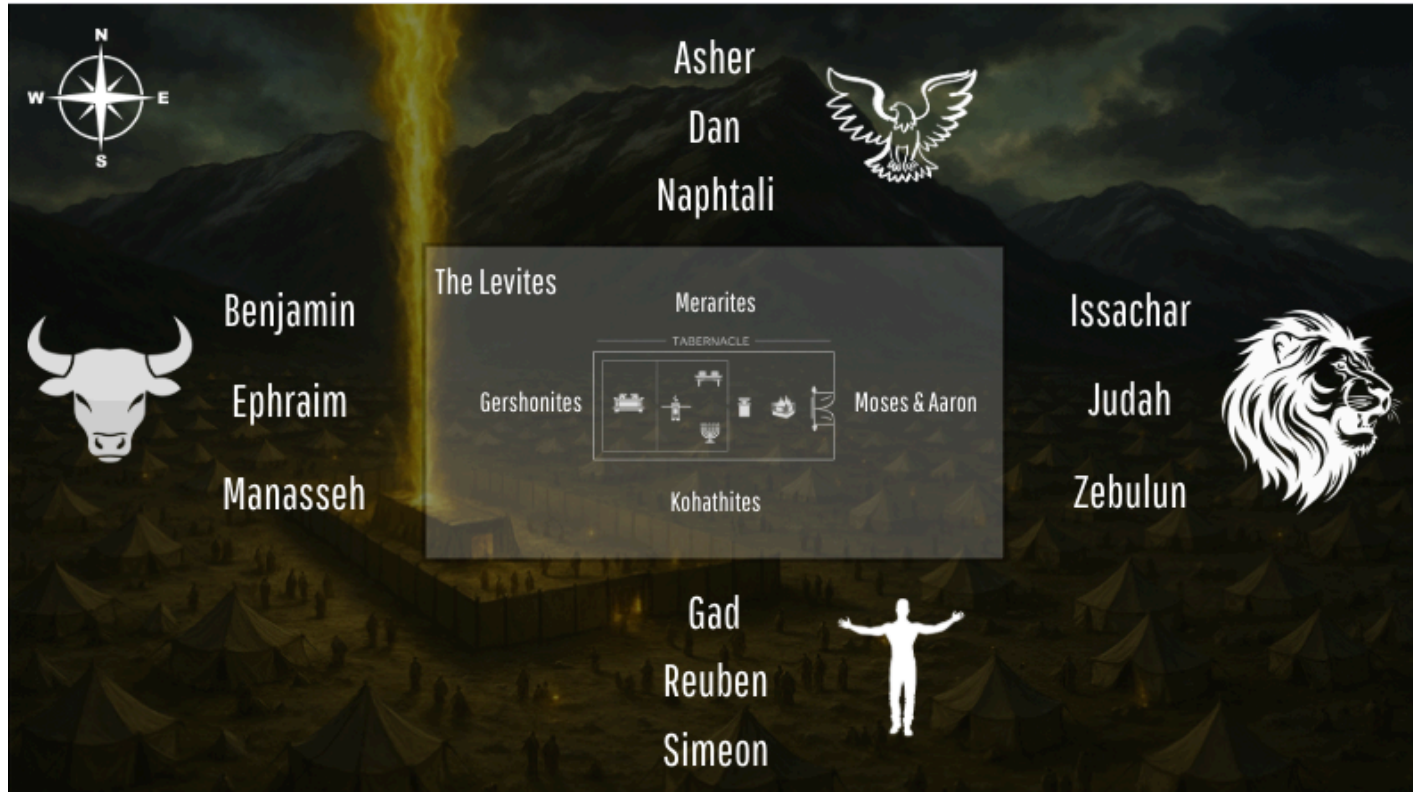 N
W E
S
Asher
Dan
Naphtali
The Levites
Merarites
TABERNACLE
Gershonites
Moses & Aaron
Kohathites
Benjamin
Ephraim
Manasseh
Issachar
Judah
Zebulun
Gad
Reuben
Simeon